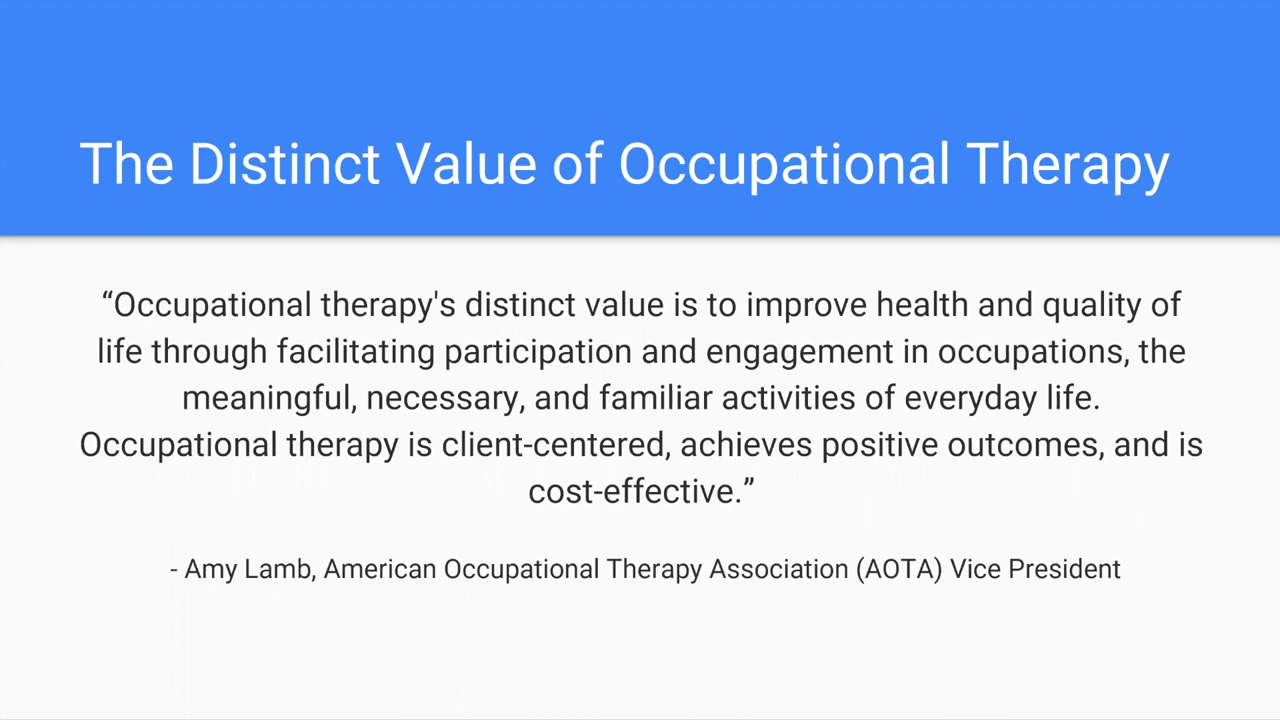 The Distinct Value of Occupational Therapy
“Occupational therapy's distinct value is to improve health and quality of
life through facilitating participation and engagement in occupations, the
meaningful, necessary, and familiar activities of everyday life.
Occupational therapy is client-centered, achieves positive outcomes, and is
cost-effective.”
- Amy Lamb, American Occupational Therapy Association (AOTA) Vice President